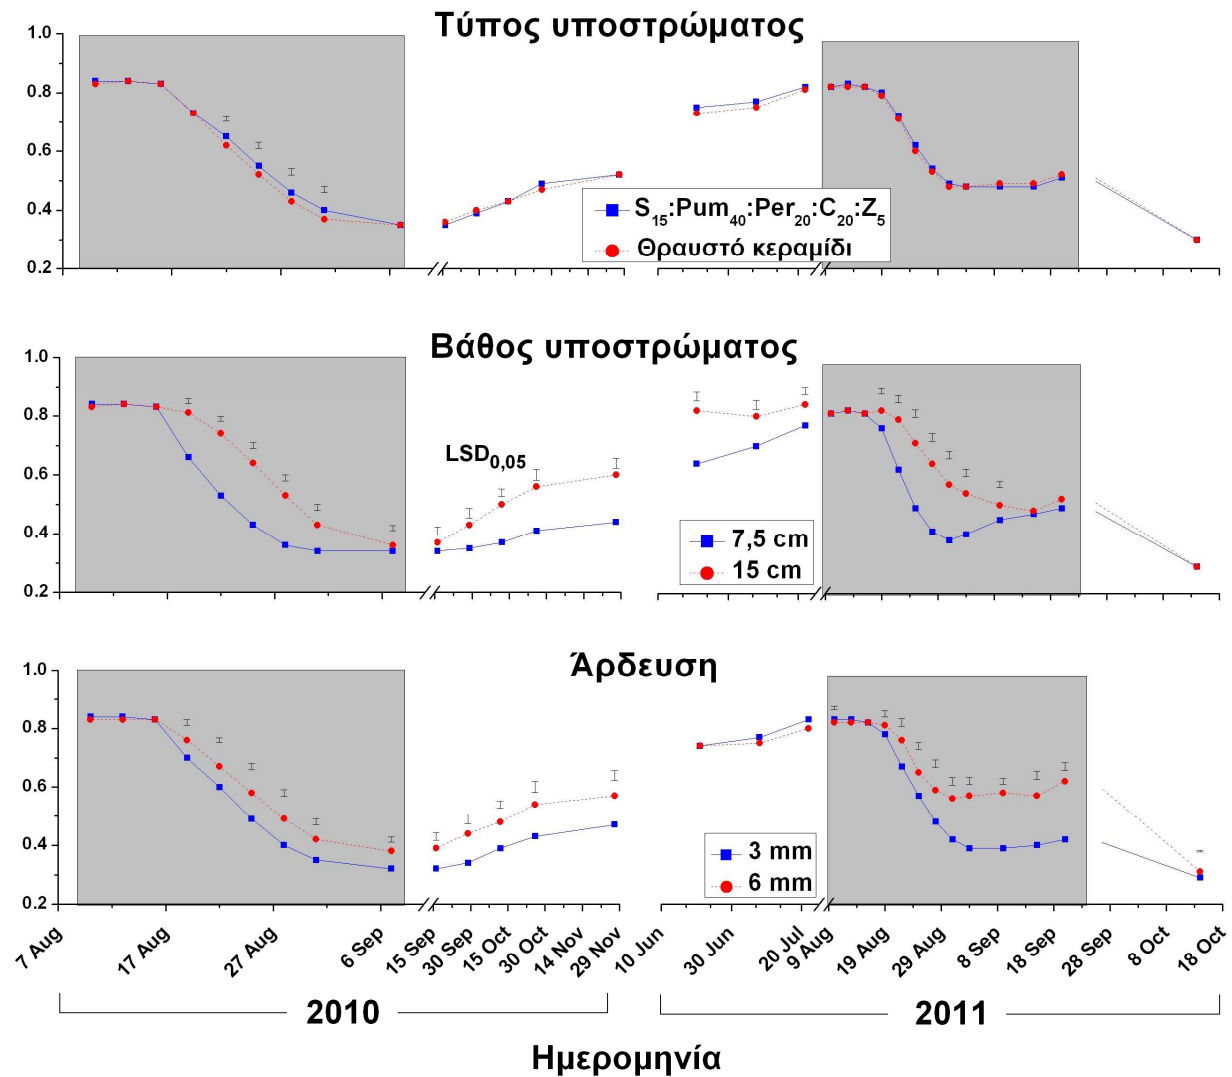 Τύπος υποστρώματος
1.0
0.8
0.6
0.4
0.2
S15:Pum40:Per20:C20:Z5
Θραυστό κεραμίδι
Βάθος υποστρώματος
1.0
0.8
0.6
0.4
0.2
LSD0,05
7,5 cm
15 cm
Άρδευση
1.0
0.8
0.6
0.4
0.2
3 mm
6 mm
7 Aug
17 Aug
27 Aug
6 Sep
15 Sep
30 Sep
15 Oct
30 Oct
14 Nov
29 Nov
10 Jun
30 Jun
20 Jul
9 Aug
19 Aug
29 Aug
8 Sep
18 Sep
28 Sep
8 Oct
18 Oct
2010
2011
Ημερομηνία